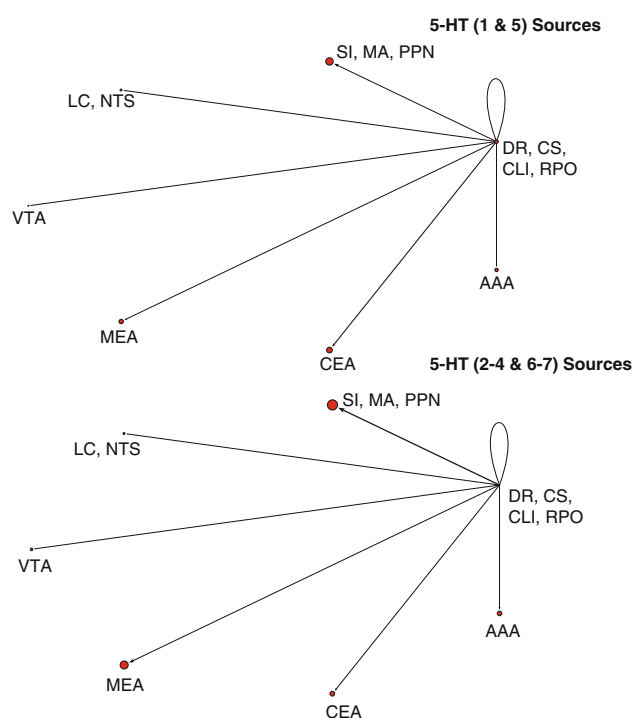 5-HT (1 & 5) Sources
SI, MA, PPN
LC, NTS
DR, CS,
CLI, RPO
VTA
AAA
MEA
CEA
5-HT (2-4 & 6-7) Sources
SI, MA, PPN
LC, NTS
DR, CS,
CLI, RPO
VTA
AAA
MEA
CEA